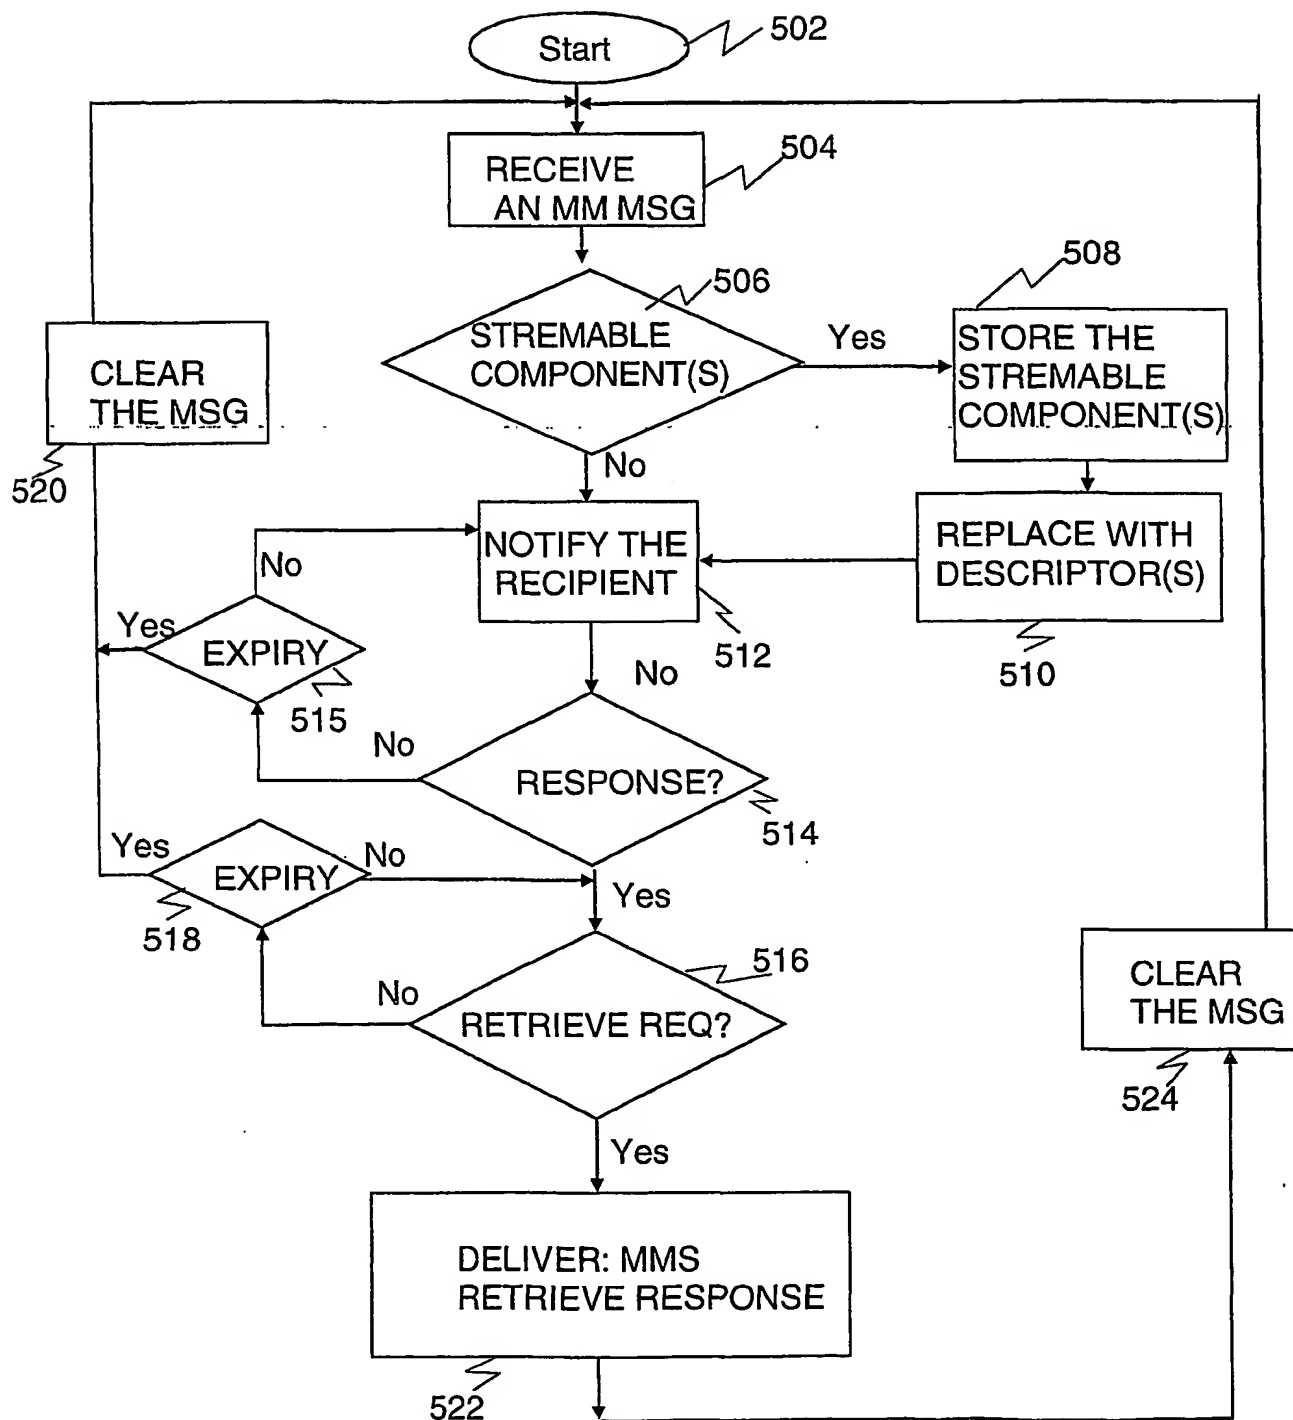 Start
502
RECEIVE
AN MM MSG
504
506
STREMABLE
COMPONENT(S)
Yes
508
STORE THE
STREMABLE
COMPONENT(S)
CLEAR
THE MSG
520
No
NOTIFY THE
RECIPIENT
512
REPLACE WITH
DESCRIPTOR(S)
510
No
Yes
EXPIRY
515
No
No
RESPONSE?
514
Yes
EXPIRY
No
518
Yes
516
No
RETRIEVE REQ?
CLEAR
THE MSG
524
Yes
DELIVER: MMS
RETRIEVE RESPONSE
522